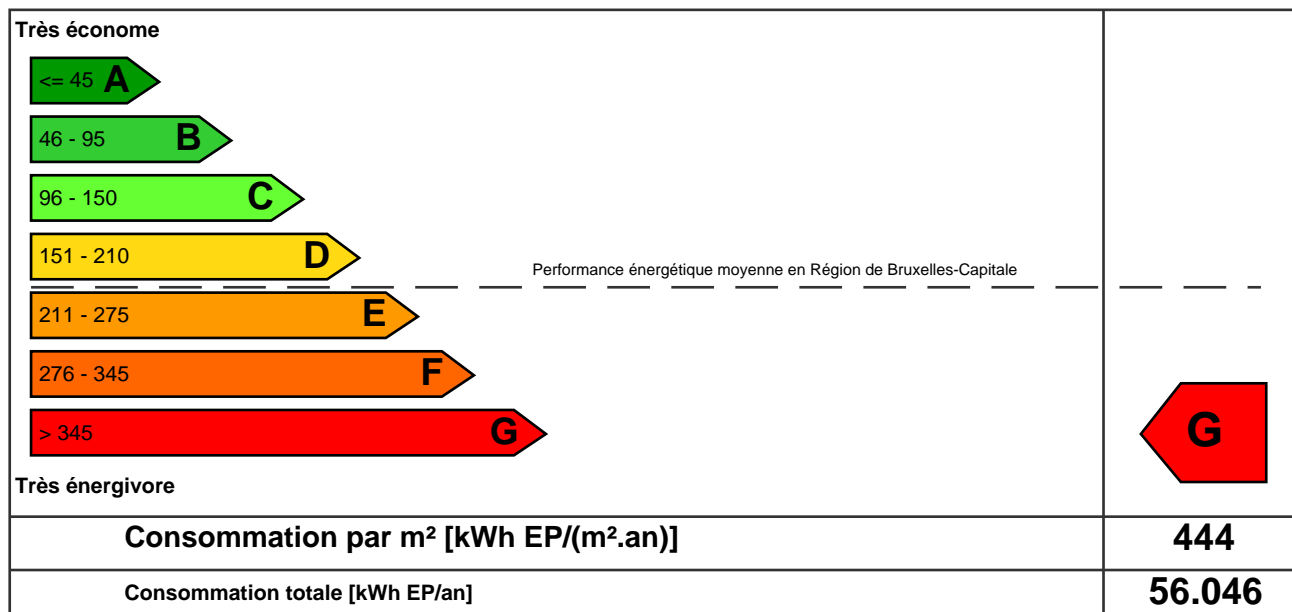 Très économe
<= 45 A
46 - 95 B
96 - 150 C
151 - 210 D
Performance énergétique moyenne en Région de Bruxelles-Capitale
211 - 275 E
276 - 345 F
> 345 G
G
Très énergivore
Consommation par m² [kWh EP/(m².an)] 444
Consommation totale [kWh EP/an] 56.046